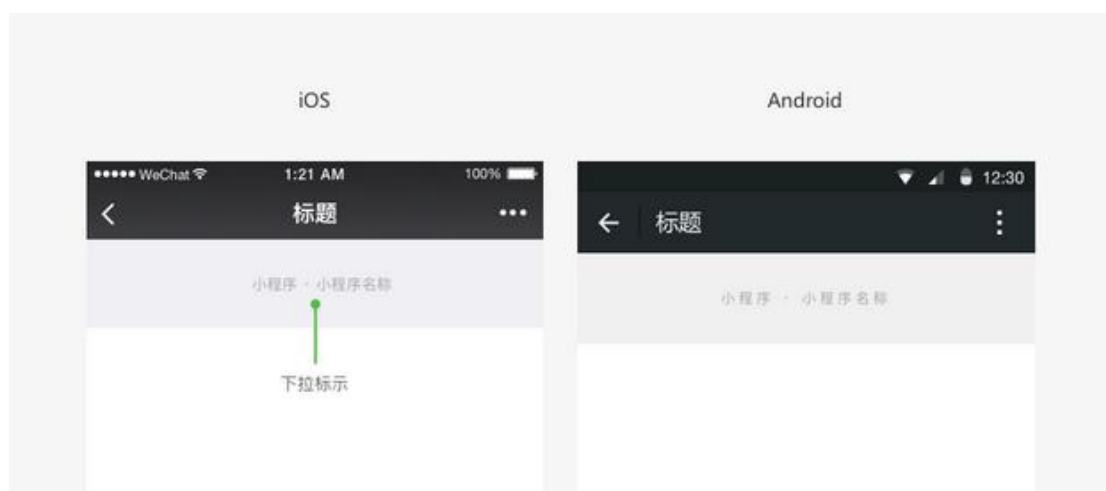 iOS
Android
WeChat 1:21 AM 100%
标题
小程序 · 小程序名称
下拉标示
12:30
标题
小程序 · 小程序名称